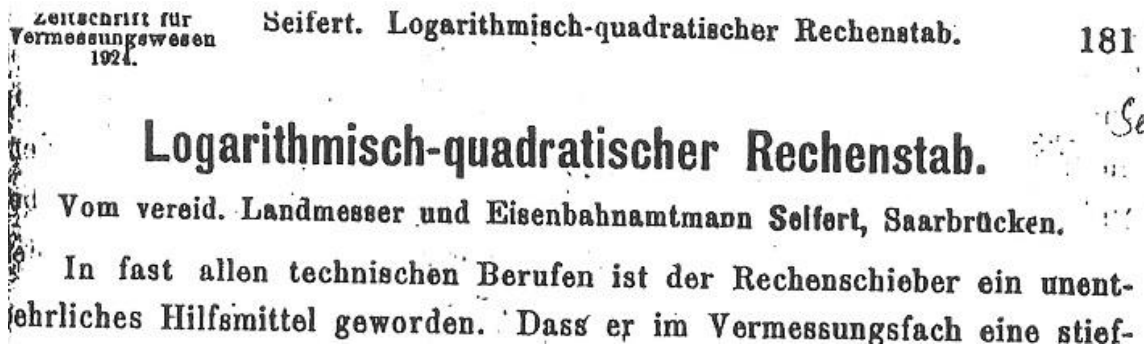 Zeitschrift für
Vermessungswesen
1924.
Seifert. Logarithmisch-quadratischer Rechenstab.
181
Se
Logarithmisch-quadratischer Rechenstab.
Vom vereid. Landmesser und Eisenbahnamtmann Seifert, Saarbrücken.
In fast allen technischen Berufen ist der Rechenschieber ein unent-
behrliches Hilfsmittel geworden. Dass er im Vermessungsfach eine stief-